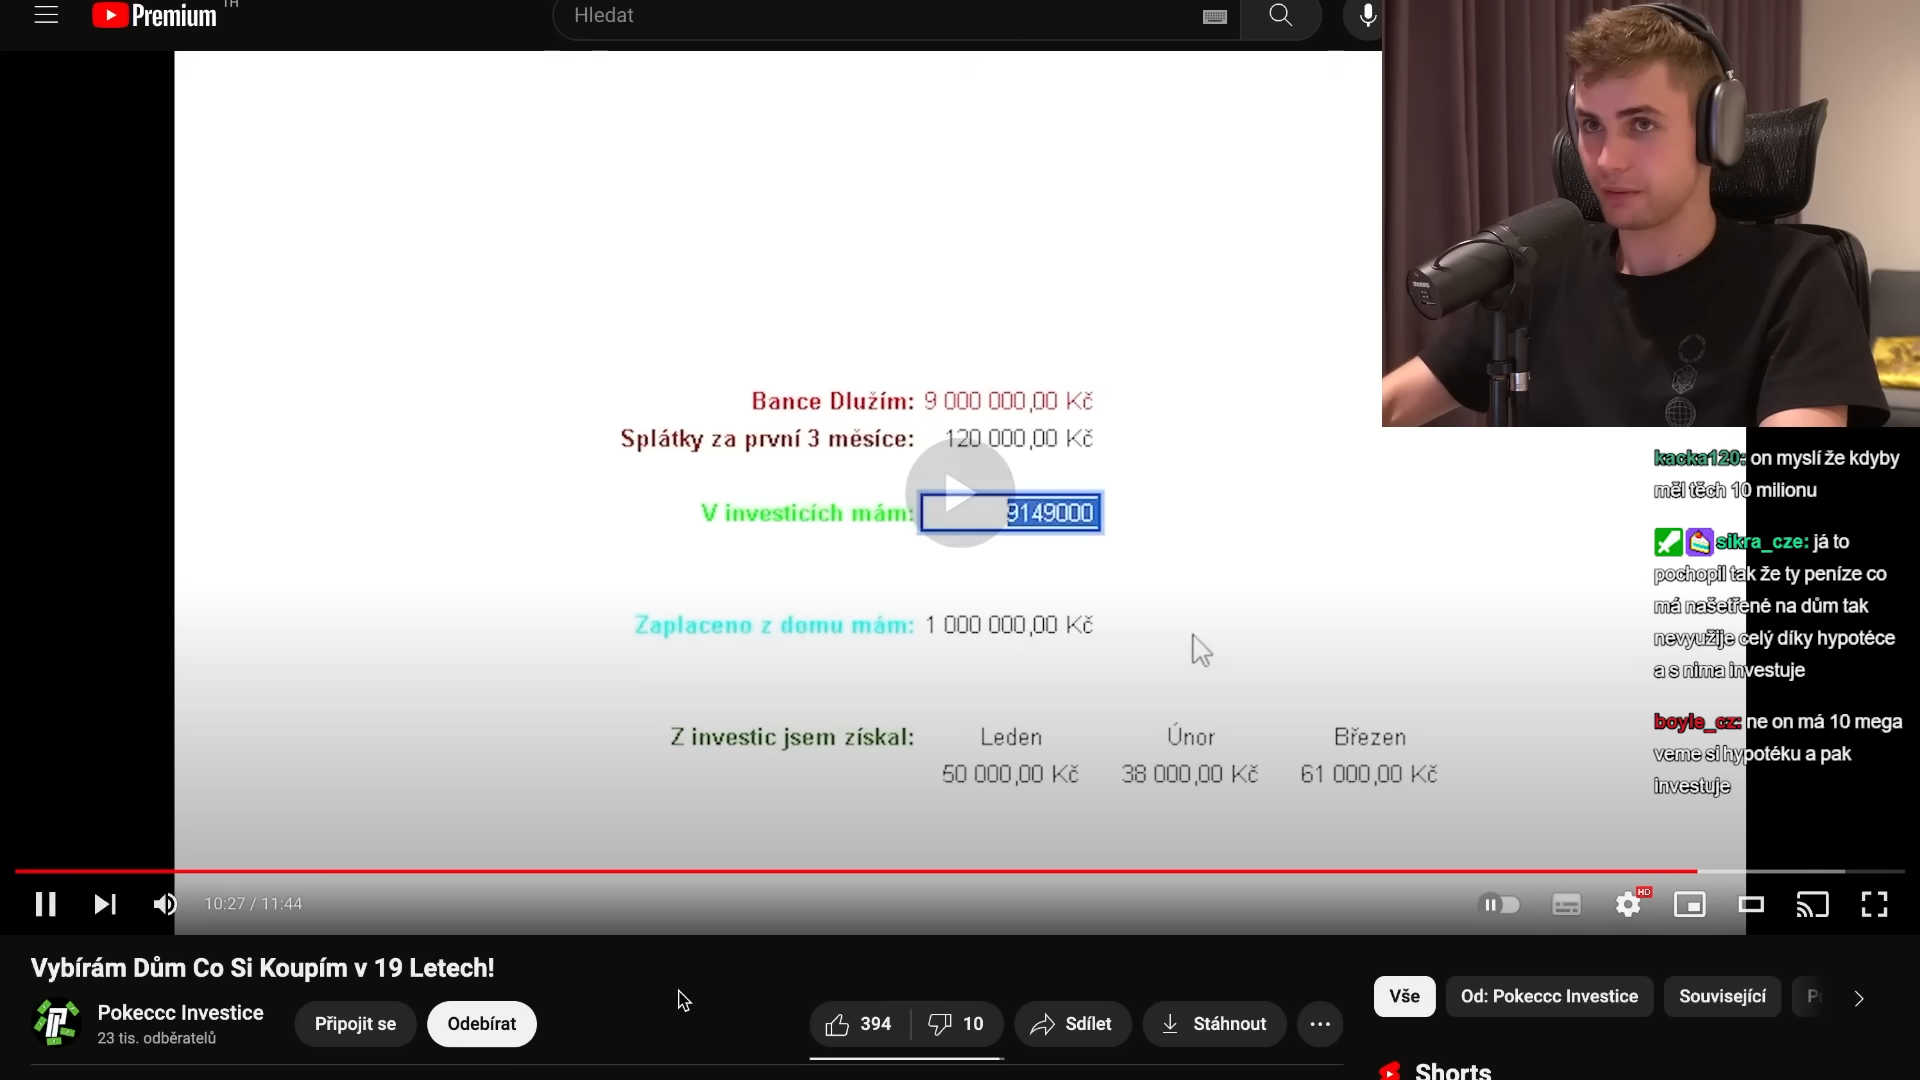 Premium TH
Hledat
Bance Dlužím: 9 000 000,00 Kč
Splátky za první 3 měsíce: 120 000,00 Kč
V investicích mám: 9149000
Zaplaceno z domu mám: 1 000 000,00 Kč
Z investic jsem získal: Leden Únor Březen
50 000,00 Kč 38 000,00 Kč 61 000,00 Kč
kacka120: on myslí že kdyby
měl těch 10 milionu
sikra_cze: já to
pochopil tak že ty peníze co
má našetřené na dům tak
nevyužije celý díky hypotéce
a s nima investuje
boyle_cz: ne on má 10 mega
veme si hypotéku a pak
investuje
10:27 / 11:44
HD
Vybírám Dům Co Si Koupím v 19 Letech!
Pokeccc Investice
23 tis. odběratelů
Připojit se
Odebírat
394
10
Sdílet
Stáhnout
Vše
Od: Pokeccc Investice
Související
Shorts